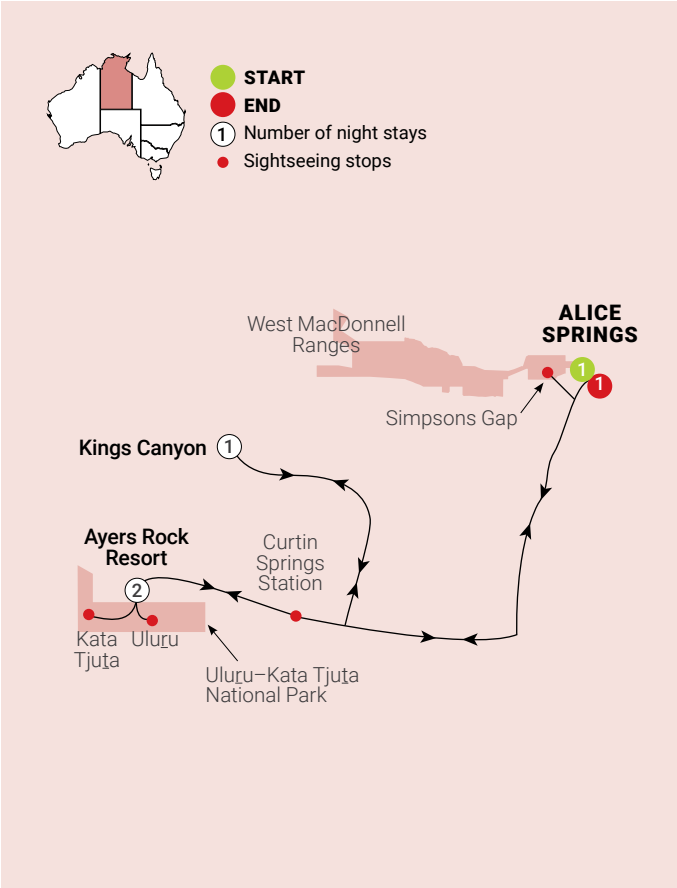 START
END
1 Number of night stays
Sightseeing stops
West MacDonnell
Ranges
ALICE
SPRINGS
1
1
Simpsons Gap
Kings Canyon 1
Ayers Rock
Resort
2
Curtin
Springs
Station
Kata
Tjuṯa
Uluṟu
Uluṟu–Kata Tjuṯa
National Park